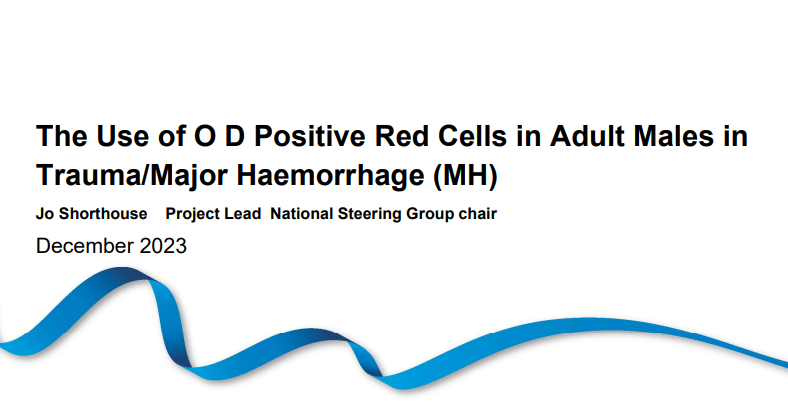 The Use of O D Positive Red Cells in Adult Males in
Trauma/Major Haemorrhage (MH)
Jo Shorthouse Project Lead National Steering Group chair
December 2023